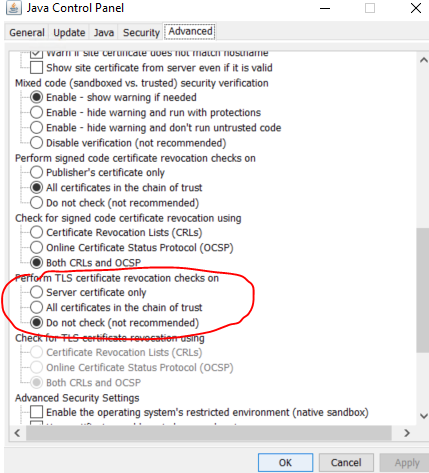 Java Control Panel
General Update Java Security Advanced
Warn if site certificate does not match hostname
Show site certificate from server even if it is valid
Mixed code (sandboxed vs. trusted) security verification
Enable - show warning if needed
Enable - hide warning and run with protections
Enable - hide warning and don't run untrusted code
Disable verification (not recommended)
Perform signed code certificate revocation checks on
Publisher's certificate only
All certificates in the chain of trust
Do not check (not recommended)
Check for signed code certificate revocation using
Certificate Revocation Lists (CRLs)
Online Certificate Status Protocol (OCSP)
Both CRLs and OCSP
Perform TLS certificate revocation checks on
Server certificate only
All certificates in the chain of trust
Do not check (not recommended)
Check for TLS certificate revocation using
Certificate Revocation Lists (CRLs)
Online Certificate Status Protocol (OCSP)
Both CRLs and OCSP
Advanced Security Settings
Enable the operating system's restricted environment (native sandbox)
OK Cancel Apply